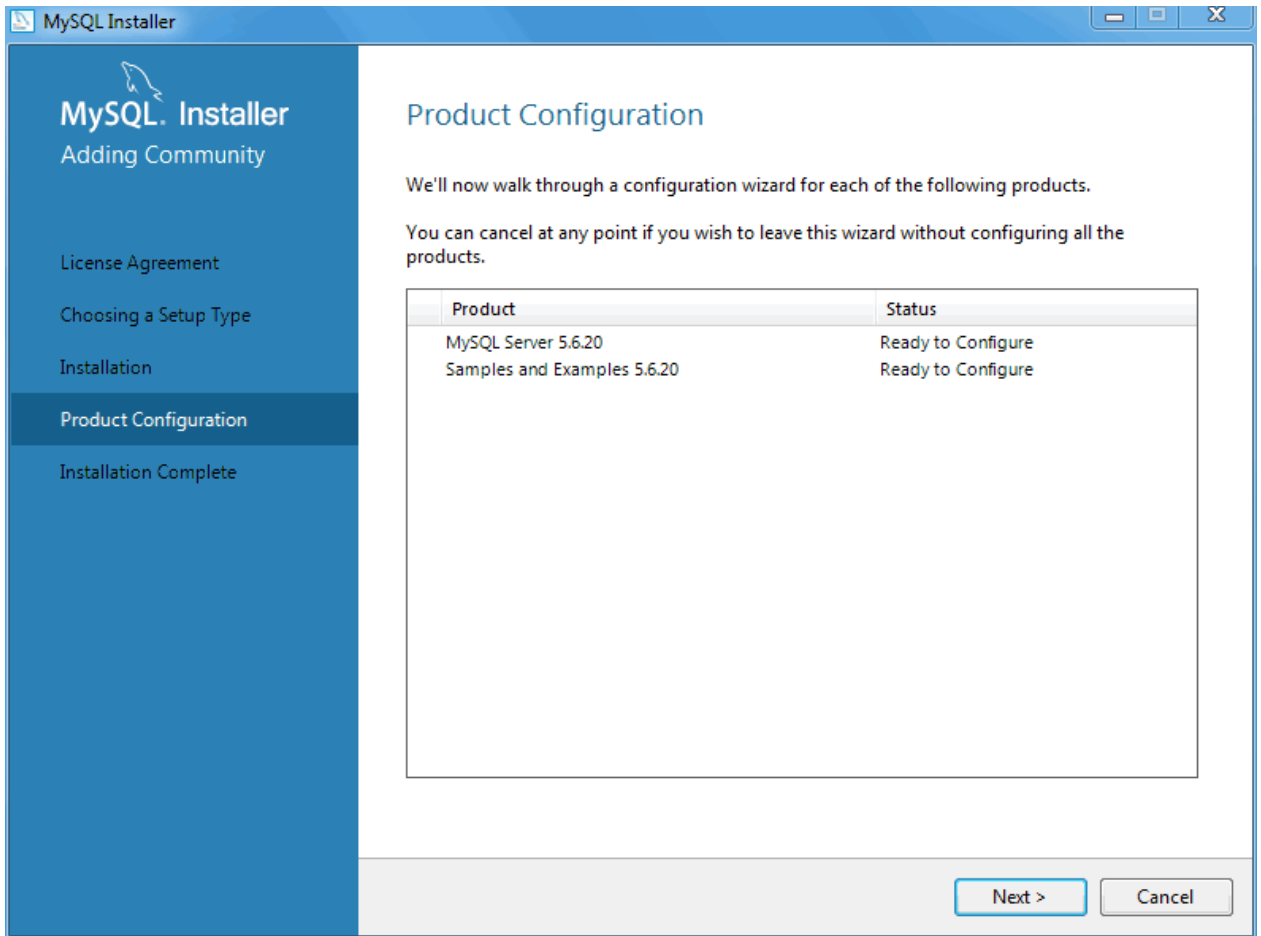 MySQL Installer
MySQL. Installer
Adding Community
License Agreement
Choosing a Setup Type
Installation
Product Configuration
Installation Complete
Product Configuration
We'll now walk through a configuration wizard for each of the following products.
You can cancel at any point if you wish to leave this wizard without configuring all the
products.
Product Status
MySQL Server 5.6.20 Ready to Configure
Samples and Examples 5.6.20 Ready to Configure
Next > Cancel